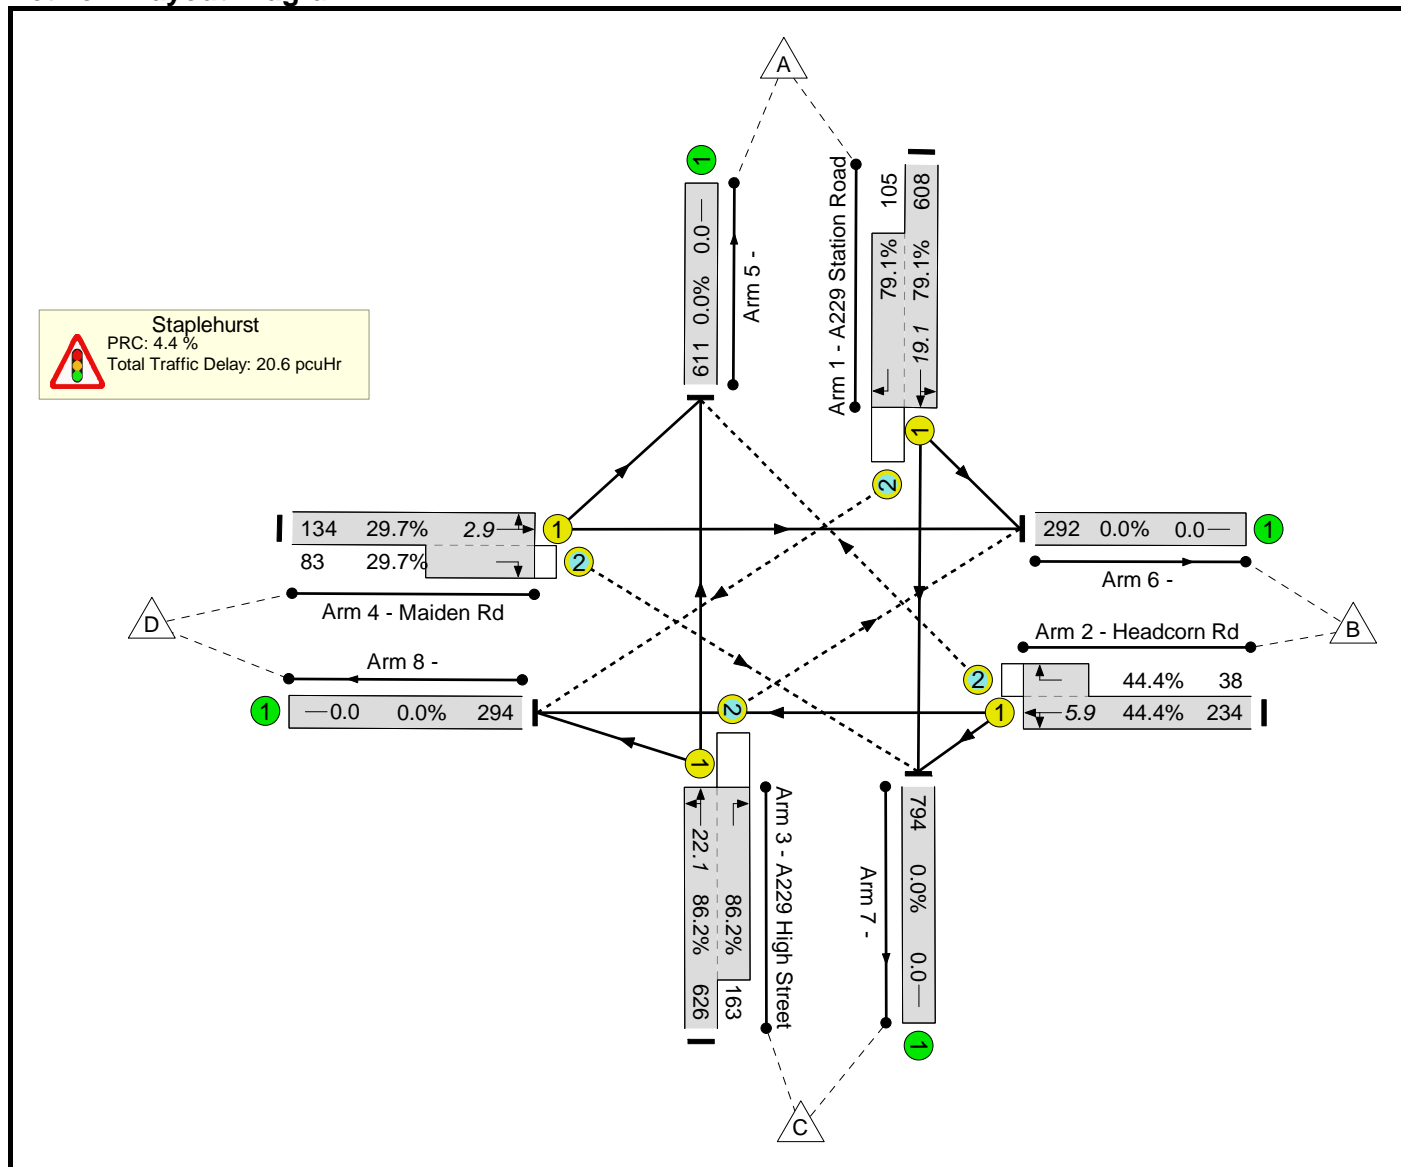 A
1
0.0
0.0%
611
Arm 5 -
Arm 1 - A229 Station Road
105
79.1%
608
79.1%
19.1
1
2
Staplehurst
PRC: 4.4 %
Total Traffic Delay: 20.6 pcuHr
134 29.7% 2.9
1
83 29.7%
2
Arm 4 - Maiden Rd
D
292 0.0% 0.0
1
Arm 6 -
B
Arm 2 - Headcorn Rd
2
44.4% 38
1
5.9 44.4% 234
Arm 8 -
1
0.0 0.0% 294
2
1
22.1
86.2%
626
86.2%
163
Arm 3 - A229 High Street
Arm 7 -
794
0.0%
0.0
1
C